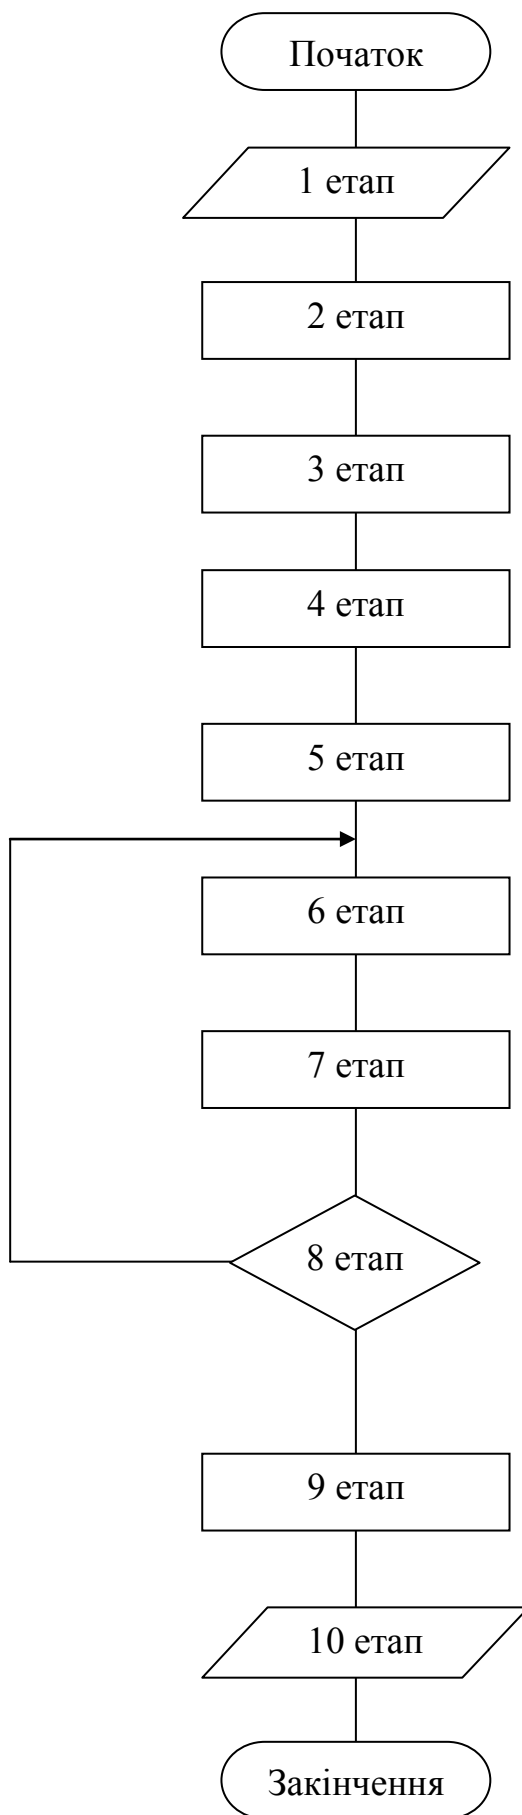 Початок
1 етап
2 етап
3 етап
4 етап
5 етап
6 етап
7 етап
8 етап
9 етап
10 етап
Закінчення